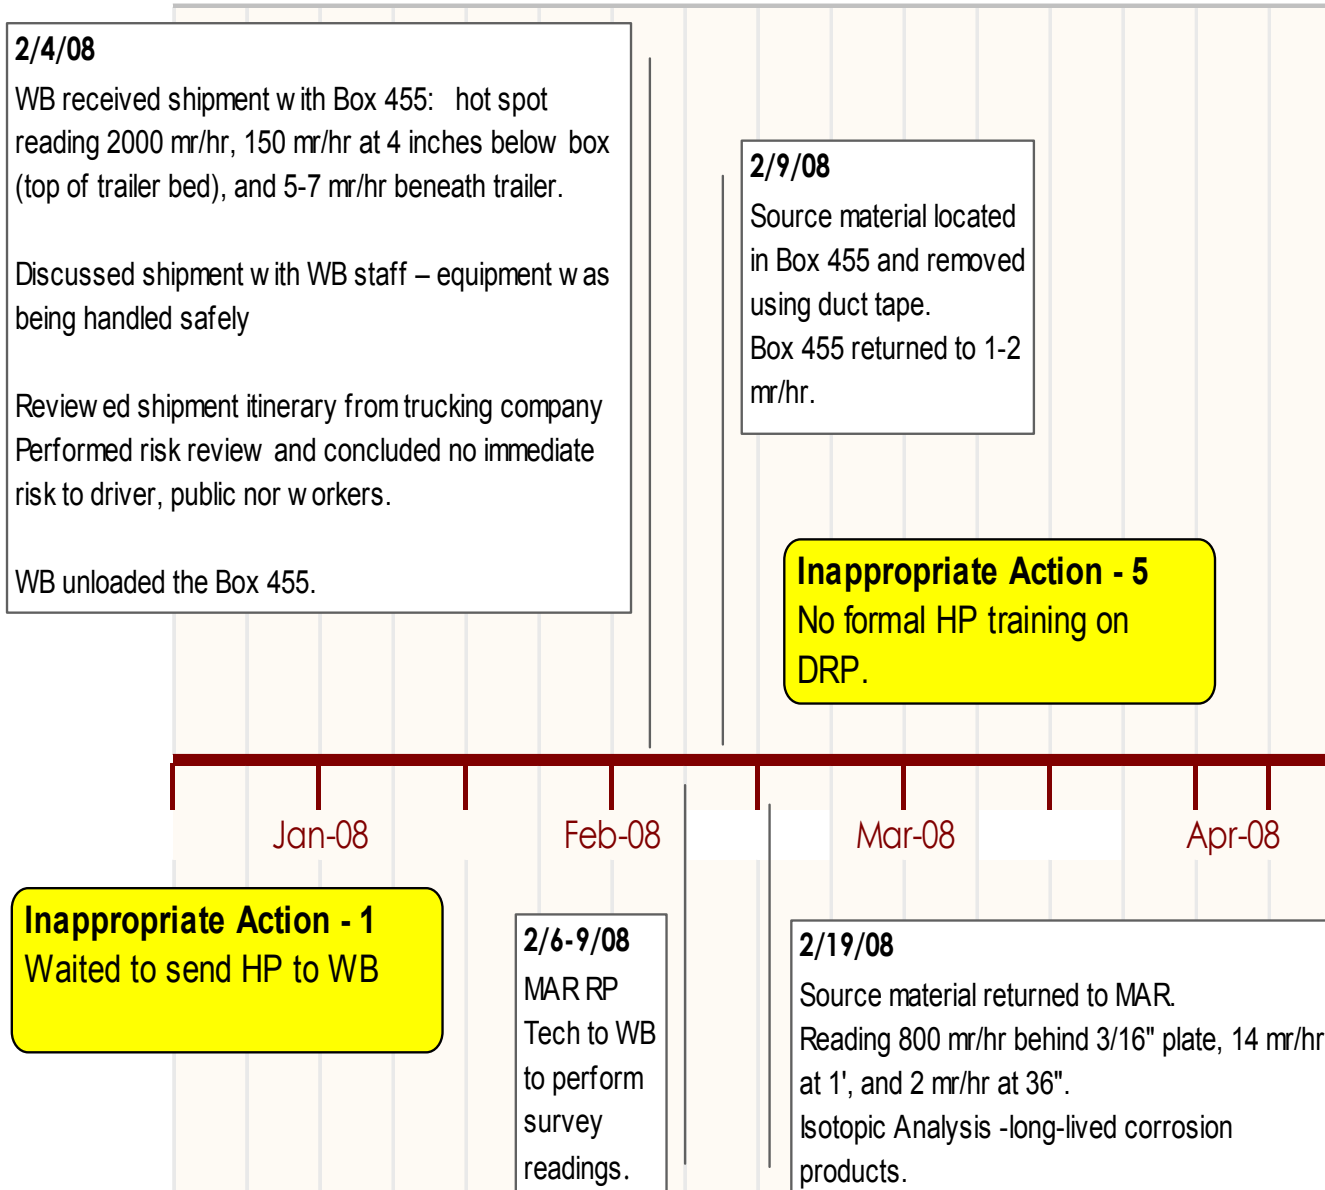 2/4/08
WB received shipment with Box 455: hot spot
reading 2000 mr/hr, 150 mr/hr at 4 inches below box
(top of trailer bed), and 5-7 mr/hr beneath trailer.
Discussed shipment with WB staff – equipment was
being handled safely
Reviewed shipment itinerary from trucking company
Performed risk review and concluded no immediate
risk to driver, public nor workers.
WB unloaded the Box 455.
2/9/08
Source material located
in Box 455 and removed
using duct tape.
Box 455 returned to 1-2
mr/hr.
Inappropriate Action - 5
No formal HP training on
DRP.
Jan-08
Feb-08
Mar-08
Apr-08
Inappropriate Action - 1
Waited to send HP to WB
2/6-9/08
MAR RP
Tech to WB
to perform
survey
readings.
2/19/08
Source material returned to MAR.
Reading 800 mr/hr behind 3/16" plate, 14 mr/hr
at 1', and 2 mr/hr at 36".
Isotopic Analysis -long-lived corrosion
products.